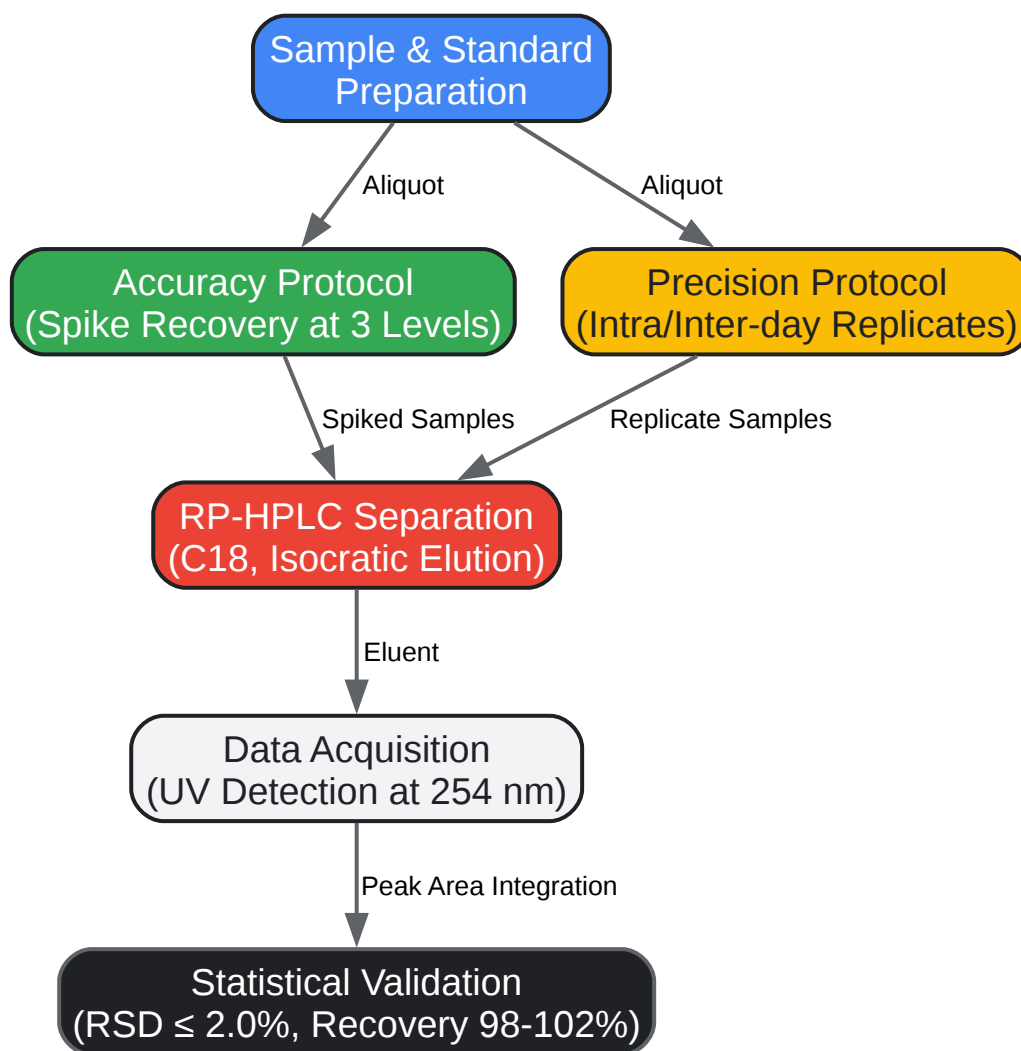 Sample & Standard
Preparation
Aliquot
Aliquot
Accuracy Protocol
(Spike Recovery at 3 Levels)
Precision Protocol
(Intra/Inter-day Replicates)
Spiked Samples
Replicate Samples
RP-HPLC Separation
(C18, Isocratic Elution)
Eluent
Data Acquisition
(UV Detection at 254 nm)
Peak Area Integration
Statistical Validation
(RSD ≤ 2.0%, Recovery 98-102%)